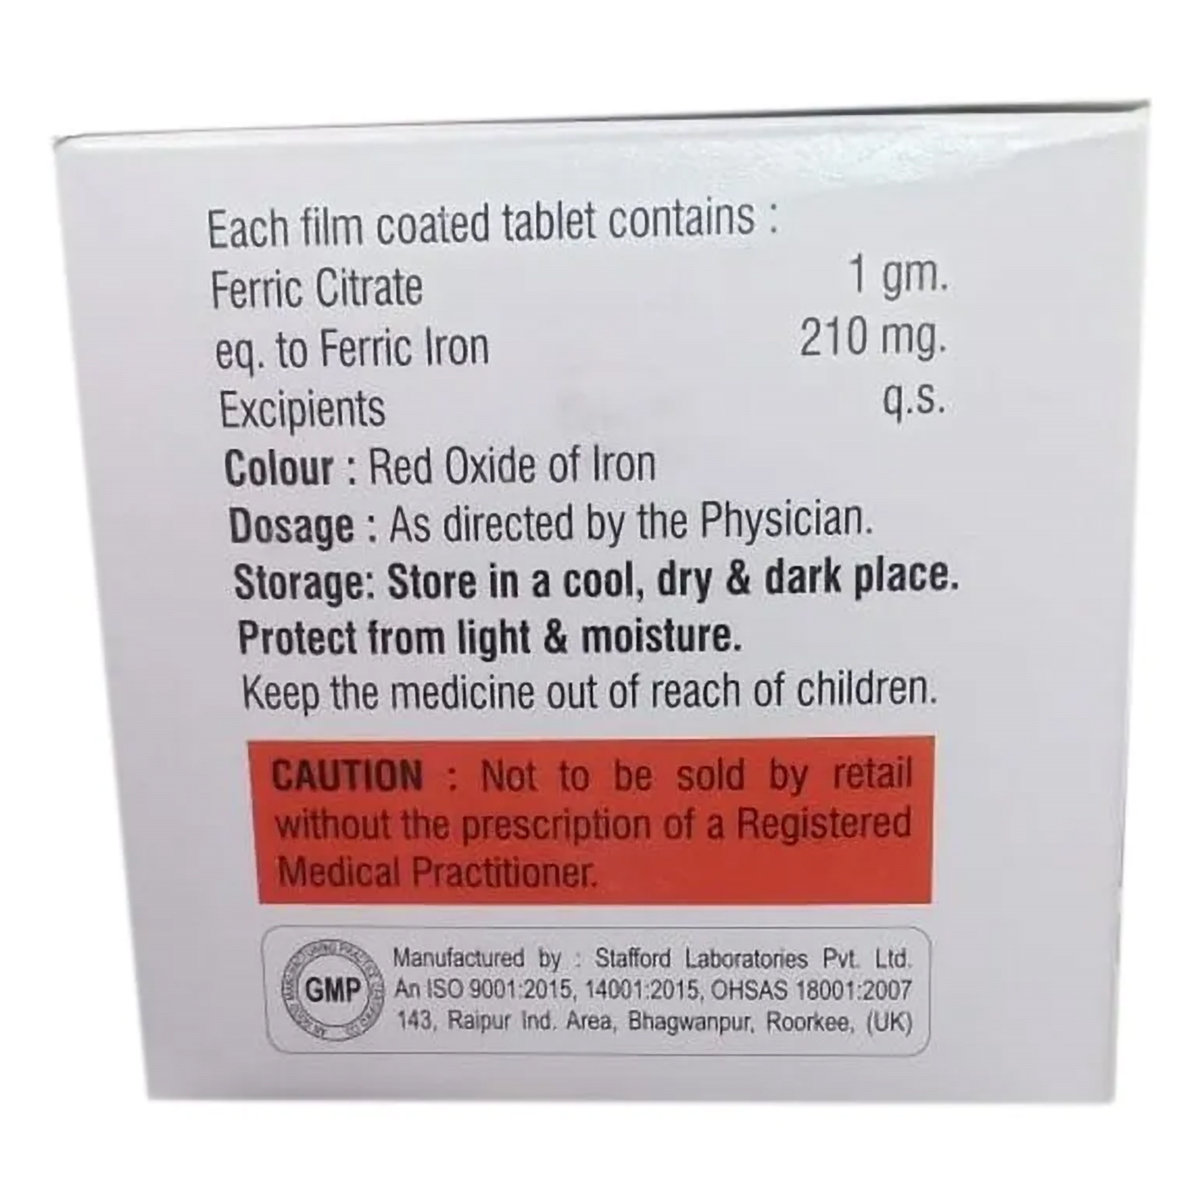 Each film coated tablet contains :
Ferric Citrate 1 gm.
eq. to Ferric Iron 210 mg.
Excipients q.s.
Colour : Red Oxide of Iron
Dosage : As directed by the Physician.
Storage: Store in a cool, dry & dark place.
Protect from light & moisture.
Keep the medicine out of reach of children.
CAUTION : Not to be sold by retail
without the prescription of a Registered
Medical Practitioner.
GMP
Manufactured by : Stafford Laboratories Pvt. Ltd.
An ISO 9001:2015, 14001:2015, OHSAS 18001:2007
143, Raipur Ind. Area, Bhagwanpur, Roorkee, (UK)